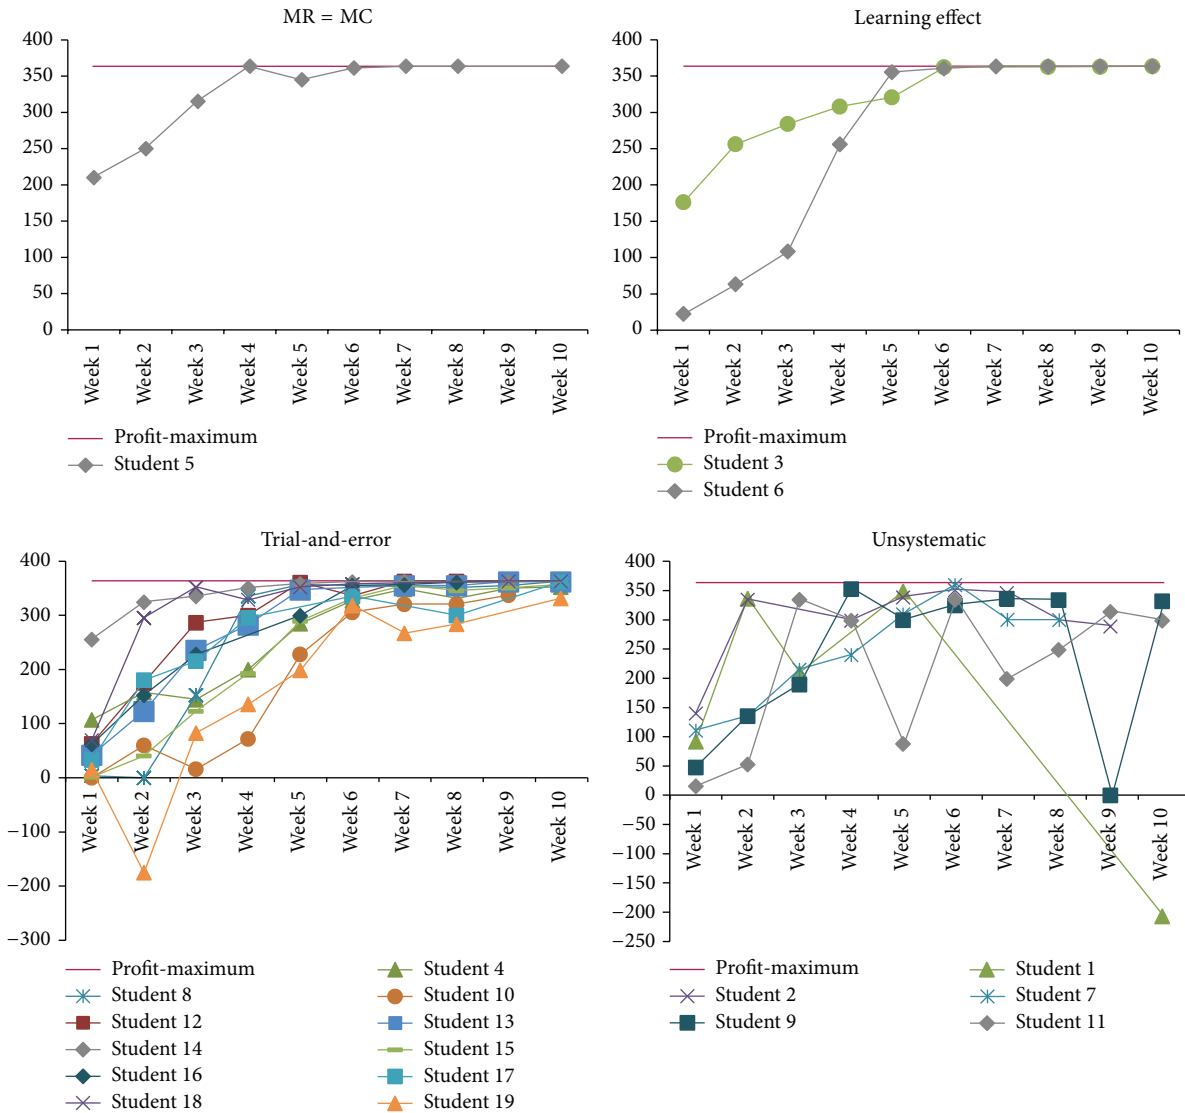 MR = MC
400
350
300
250
200
150
100
50
0
Week 1
Week 2
Week 3
Week 4
Week 5
Week 6
Week 7
Week 8
Week 9
Week 10
Profit-maximum
Student 5
Learning effect
400
350
300
250
200
150
100
50
0
Week 1
Week 2
Week 3
Week 4
Week 5
Week 6
Week 7
Week 8
Week 9
Week 10
Profit-maximum
Student 3
Student 6
Trial-and-error
400
300
200
100
0
−100
−200
−300
Week 1
Week 2
Week 3
Week 4
Week 5
Week 6
Week 7
Week 8
Week 9
Week 10
Profit-maximum
Student 8
Student 12
Student 14
Student 16
Student 18
Student 4
Student 10
Student 13
Student 15
Student 17
Student 19
Unsystematic
400
350
300
250
200
150
100
50
0
−50
−100
−150
−200
−250
Week 1
Week 2
Week 3
Week 4
Week 5
Week 6
Week 7
Week 8
Week 9
Week 10
Profit-maximum
Student 2
Student 9
Student 1
Student 7
Student 11